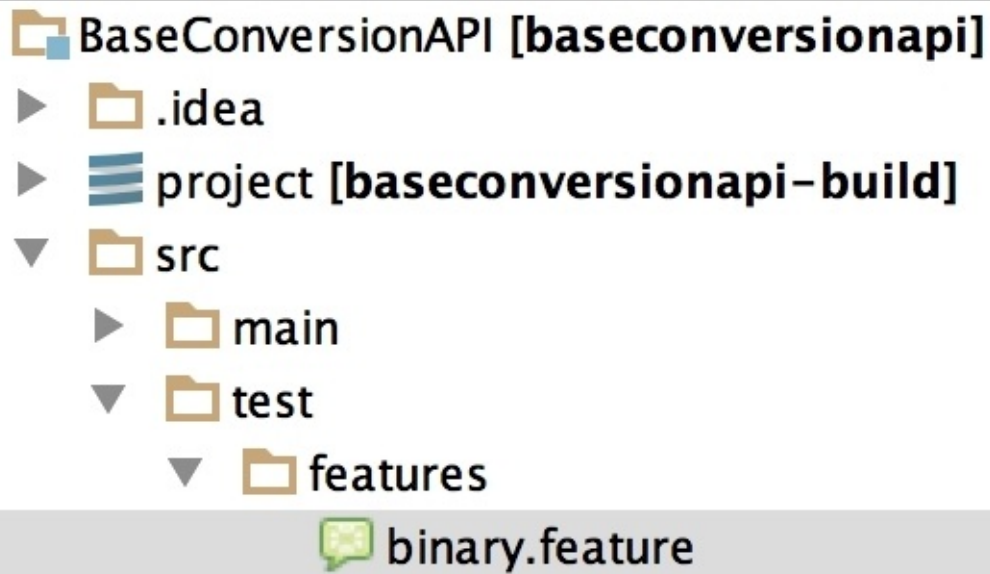 BaseConversionAPI [baseconversionapi]
.idea
project [baseconversionapi-build]
src
main
test
features
binary.feature